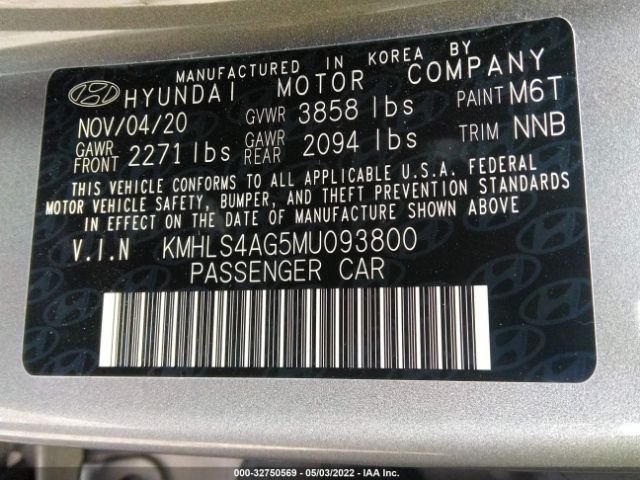 MANUFACTURED IN KOREA BY
HYUNDAI MOTOR COMPANY
NOV/04/20 GVWR 3858 lbs PAINT M6T
GAWR FRONT 2271 lbs GAWR REAR 2094 lbs TRIM NNB
THIS VEHICLE CONFORMS TO ALL APPLICABLE U.S.A. FEDERAL
MOTOR VEHICLE SAFETY, BUMPER, AND THEFT PREVENTION STANDARDS
IN EFFECT ON THE DATE OF MANUFACTURE SHOWN ABOVE
V.I.N KMHLS4AG5MU093800
PASSENGER CAR
000-32750569 - 05/03/2022 - IAA Inc.